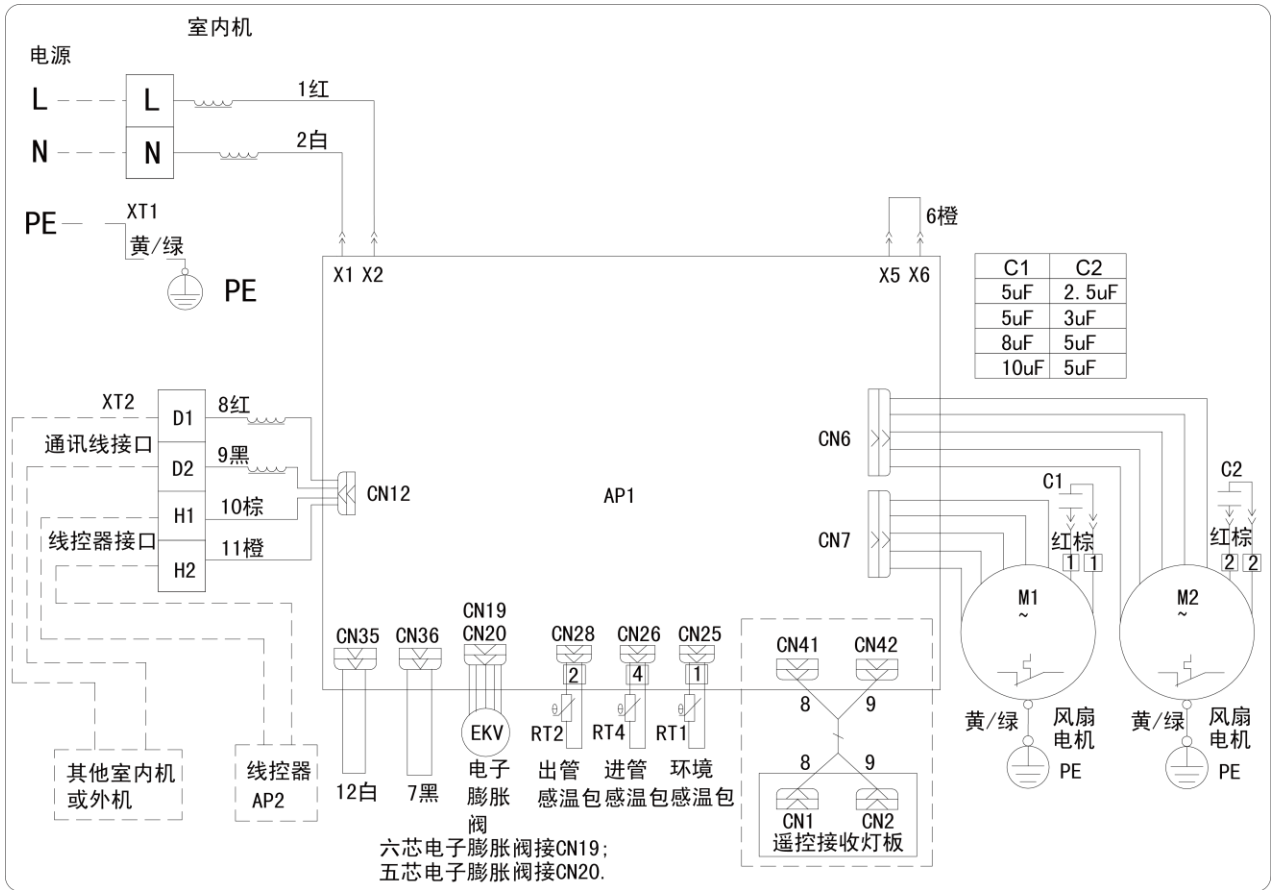 室内机
电源
L L 1红
N N 2白
PE XT1
黄/绿
PE
X1 X2
X5 X6
6橙
C1 C2
5uF 2.5uF
5uF 3uF
8uF 5uF
10uF 5uF
XT2
通讯线接口
线控器接口
D1 8红
D2 9黑
H1 10棕
H2 11橙
CN12
AP1
CN6
CN7
C1
红棕
1 1
C2
红棕
2 2
M1
~
M2
~
黄/绿
风扇
电机
PE
黄/绿
风扇
电机
PE
CN35
CN36
CN19
CN20
CN28
CN26
CN25
CN41
CN42
2
4
1
θ
θ
θ
EKV
RT2
RT4
RT1
8 9
8 9
CN1
CN2
遥控接收灯板
其他室内机
或外机
线控器
AP2
12白
7黑
电子
膨胀
阀
出管
感温包
进管
感温包
环境
感温包
六芯电子膨胀阀接CN19;
五芯电子膨胀阀接CN20.